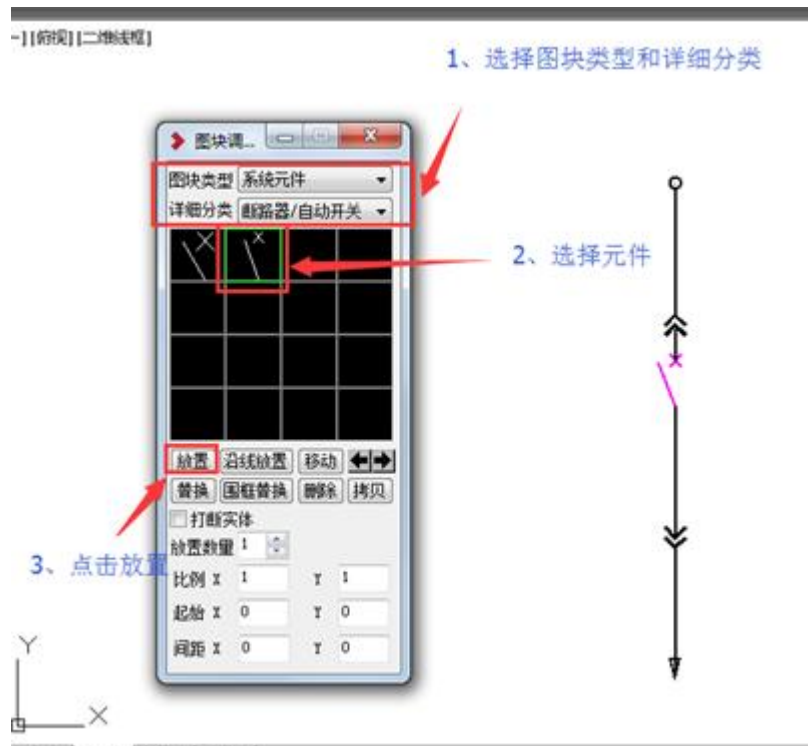 -][俯视][二维线框]
1、选择图块类型和详细分类
图块调...
图块类型 系统元件
详细分类 断路器/自动开关
2、选择元件
放置 沿线放置 移动
替换 围框替换 删除 拷贝
打断实体
放置数量 1
3、点击放置
比例 X 1 Y 1
起始 X 0 Y 0
间距 X 0 Y 0
Y
X